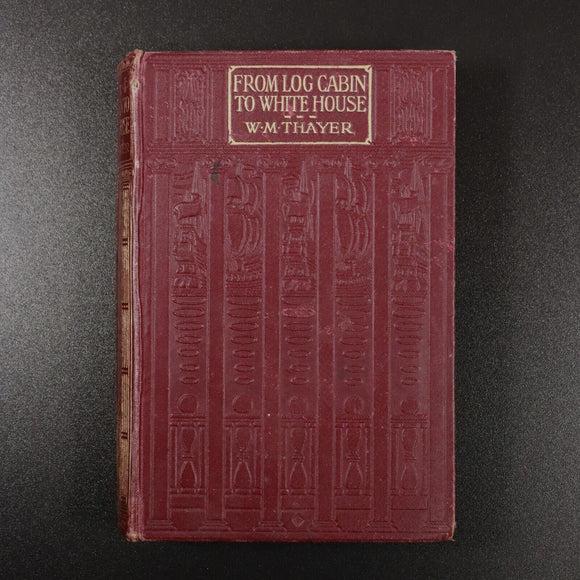 FROM LOG CABIN
TO WHITE HOUSE
W·M·THAYER